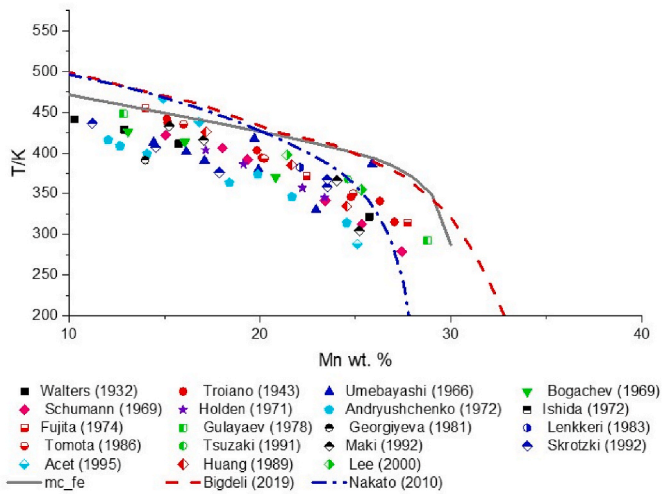 550
500
450
400
350
300
250
200
T/K
10 20 30 40
Mn wt. %
Walters (1932) Troiano (1943) Umebayashi (1966) Bogachev (1969)
Schumann (1969) Holden (1971) Andryushchenko (1972) Ishida (1972)
Fujita (1974) Gulayaev (1978) Georgiyeva (1981) Lenkkeri (1983)
Tomota (1986) Tsuzaki (1991) Maki (1992) Skrotzki (1992)
Acet (1995) Huang (1989) Lee (2000)
mc_fe Bigdeli (2019) Nakato (2010)